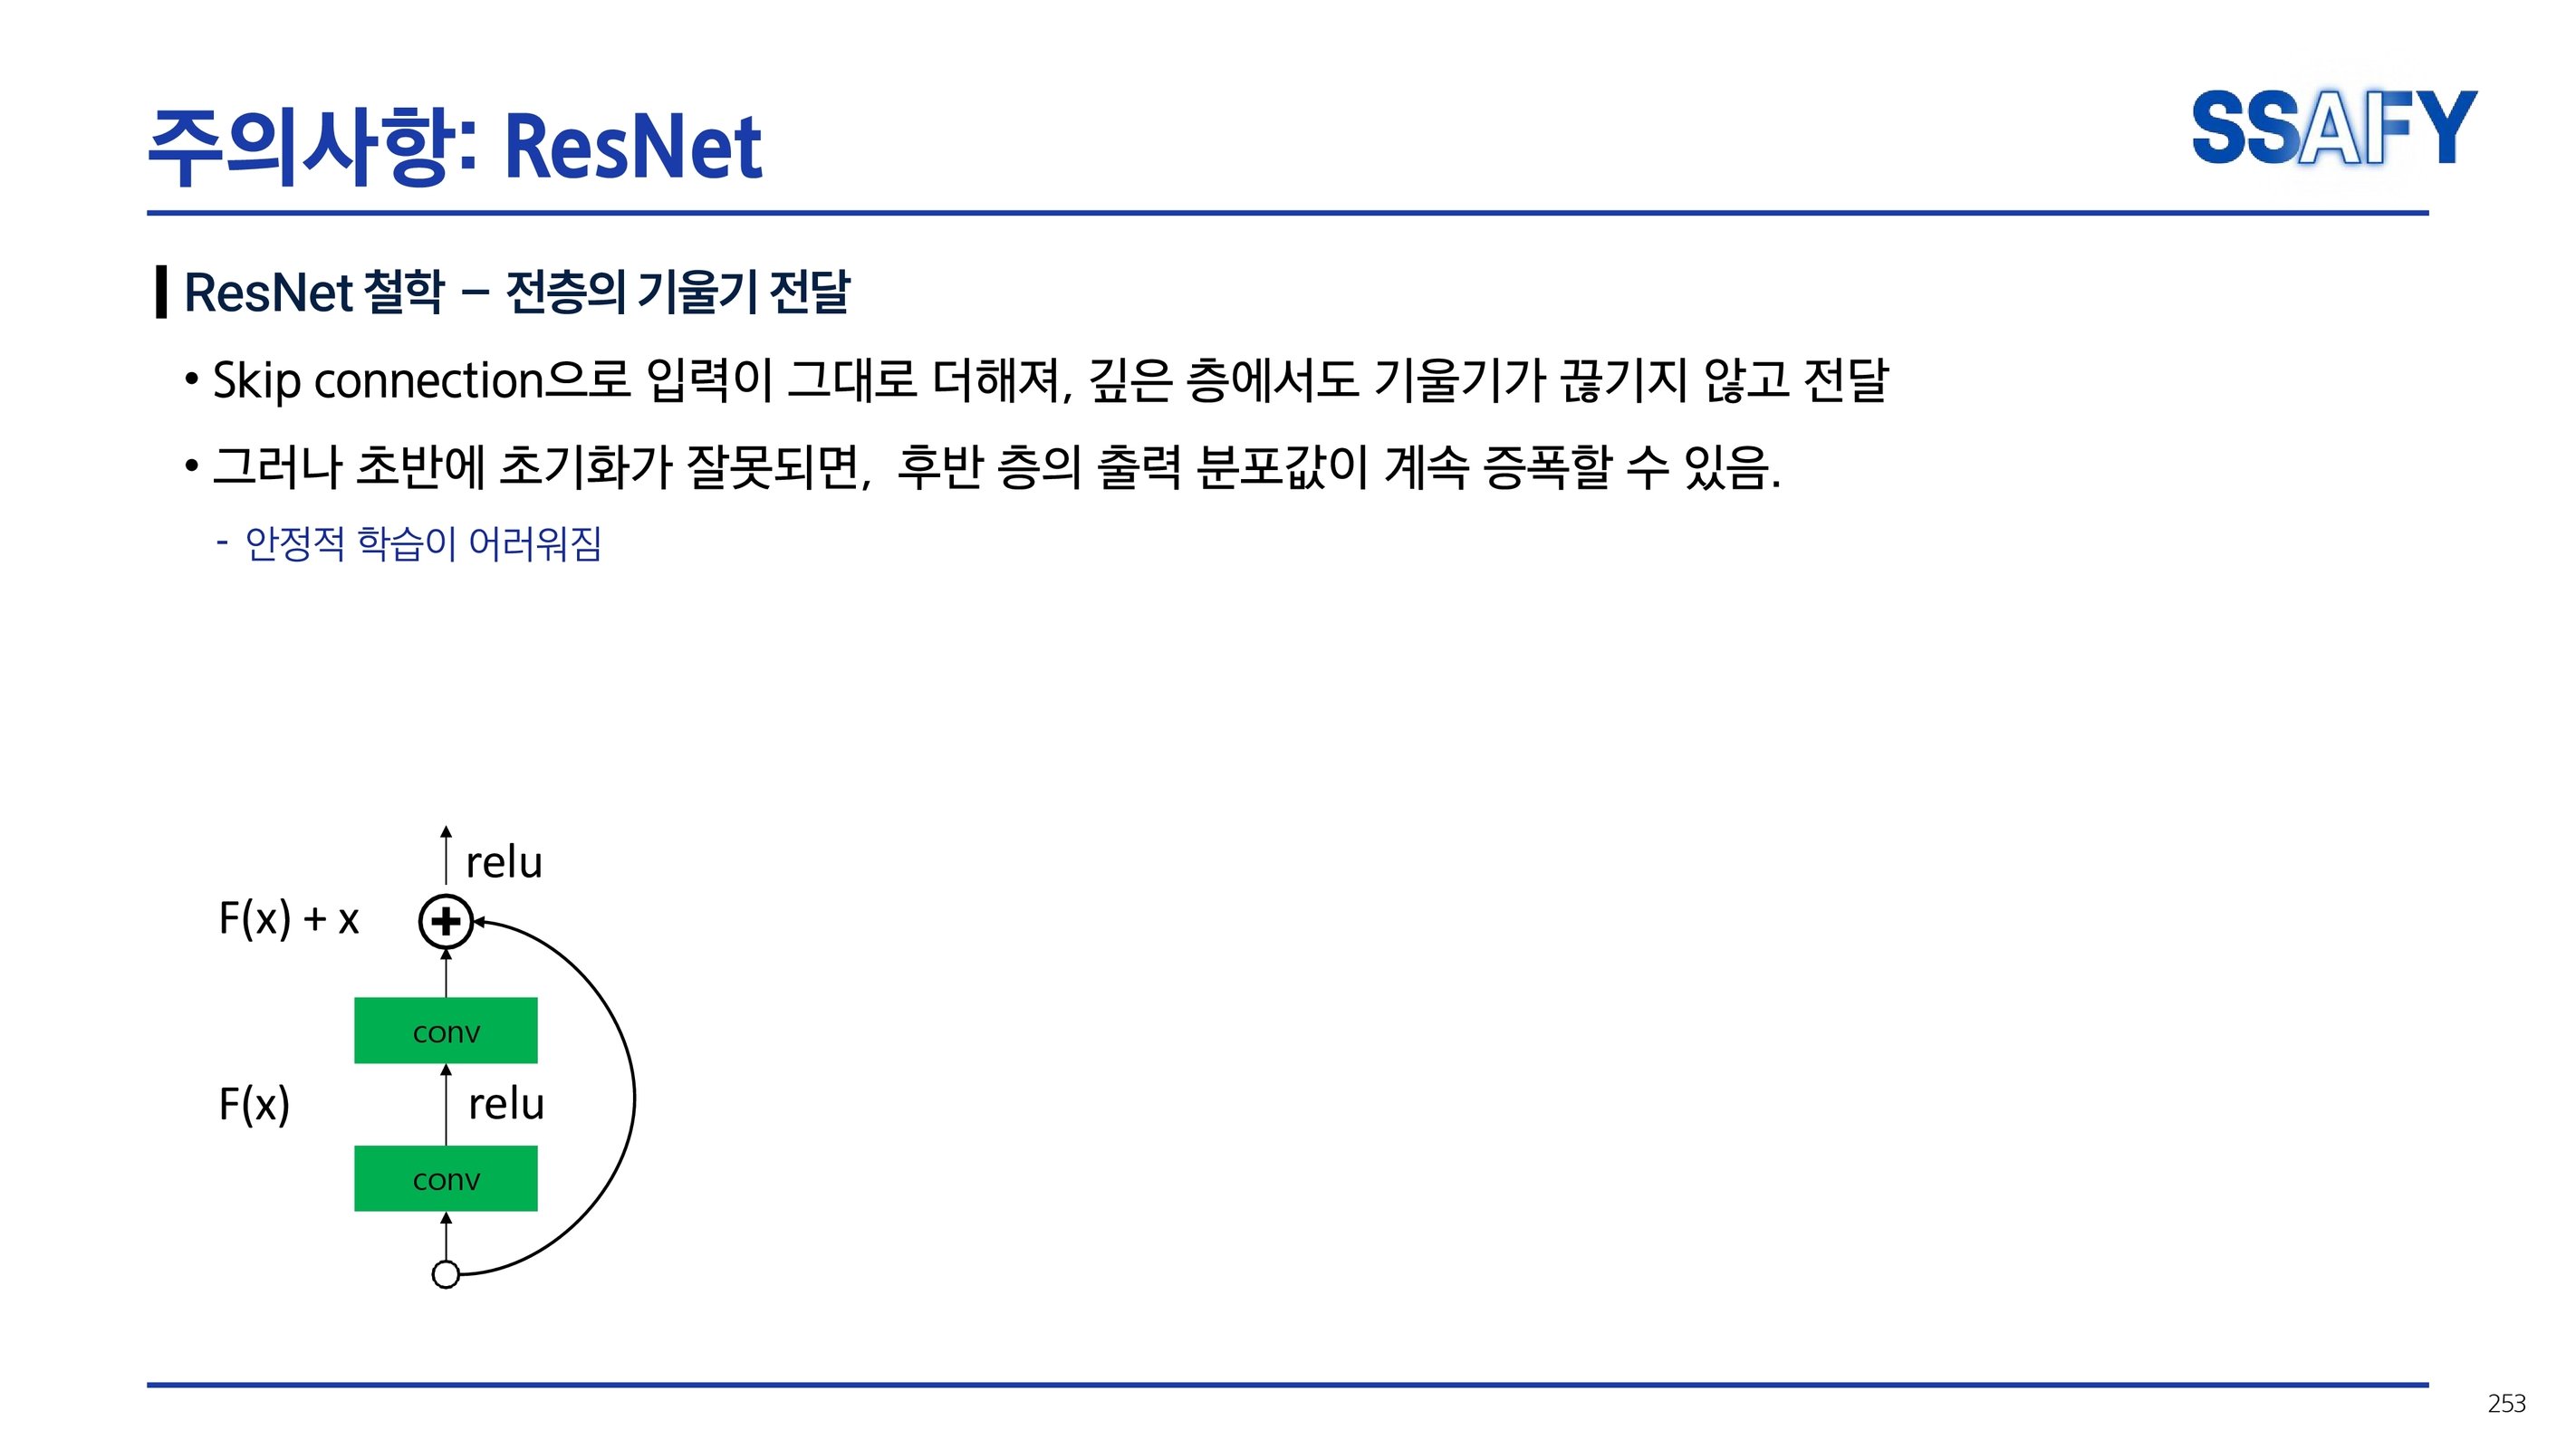 주의사항: ResNet
SSAFY
ResNet 철학 – 전층의 기울기 전달
• Skip connection으로 입력이 그대로 더해져, 깊은 층에서도 기울기가 끊기지 않고 전달
• 그러나 초반에 초기화가 잘못되면, 후반 층의 출력 분포값이 계속 증폭할 수 있음.
- 안정적 학습이 어러워짐
relu
F(x) + x
conv
F(x)
relu
conv
253